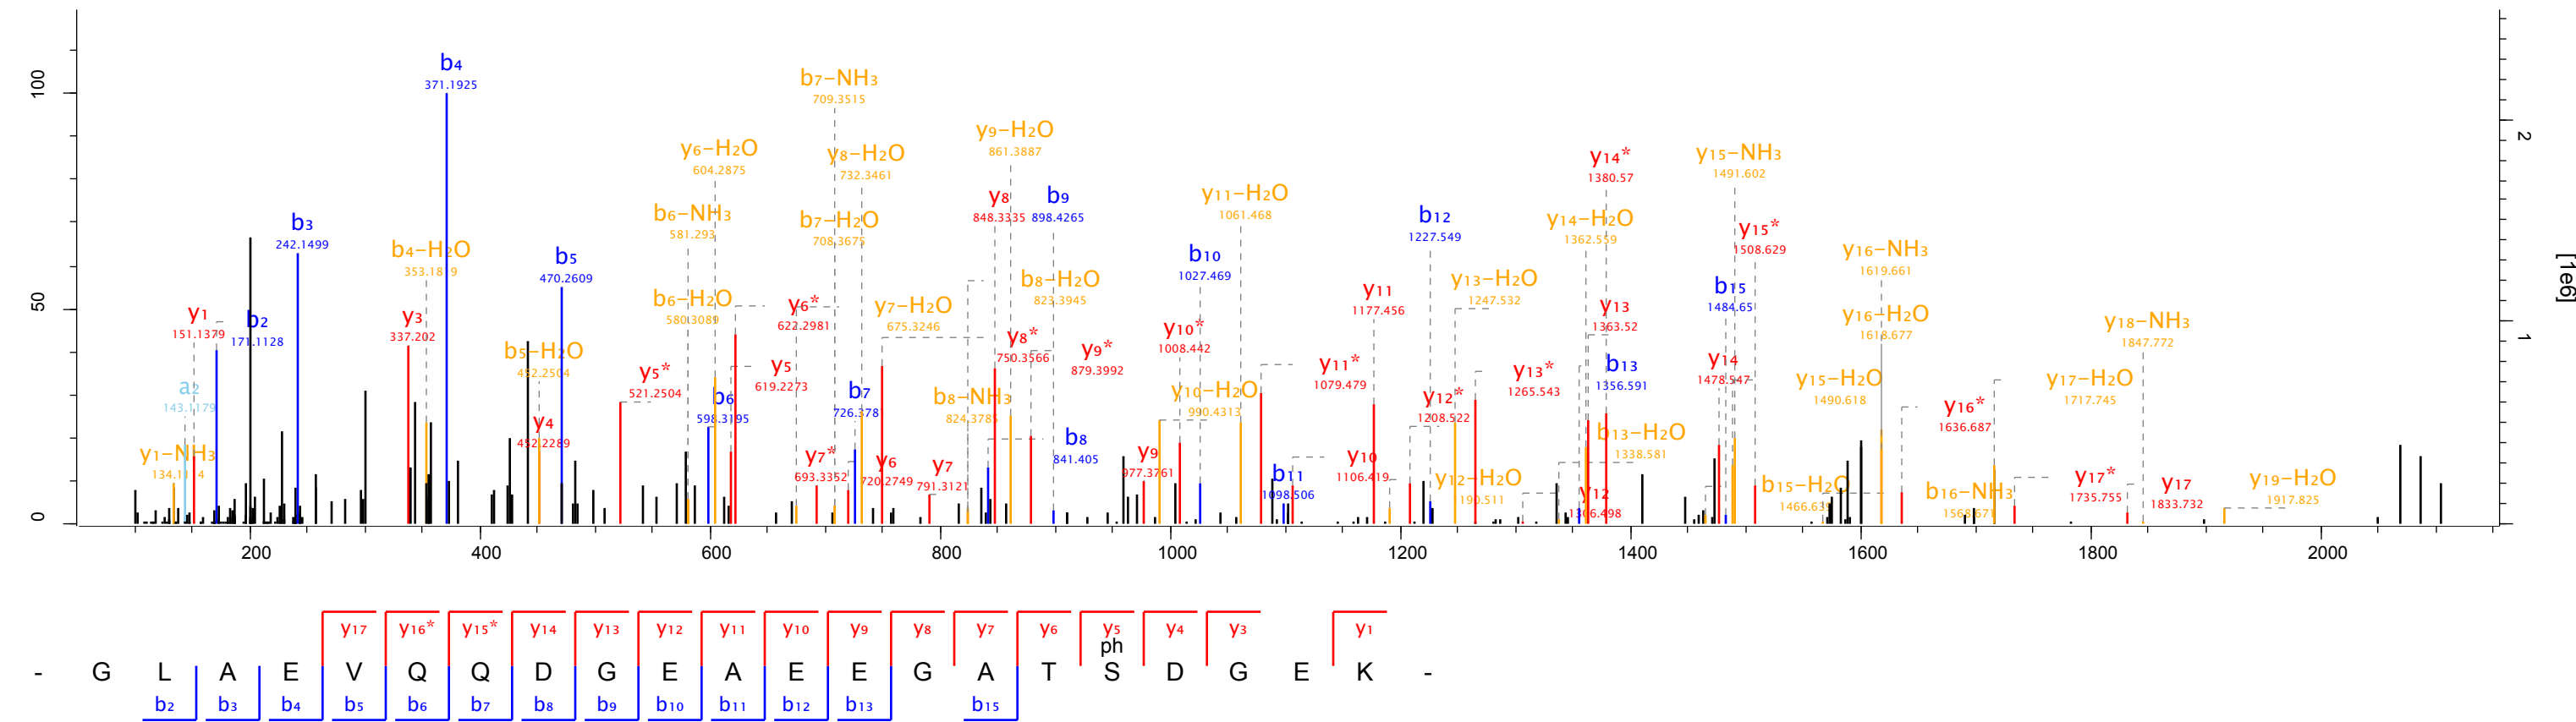 b₄
371.1925
b₇-NH₃
709.3515
y₉-H₂O
861.3887
y₆-H₂O
604.2875
y₈-H₂O
732.3461
y₁₄*
1380.57
y₁₅-NH₃
1491.602
y₈
848.3335
b₉
898.4265
y₁₁-H₂O
1061.468
b₃
242.1499
b₆-NH₃
581.293
b₇-H₂O
708.3675
b₁₂
1227.549
y₁₄-H₂O
1362.559
y₁₅*
1508.629
b₄-H₂O
b₅
470.2609
b₁₀
1027.469
y₁₆-NH₃
1619.661
b₈-H₂O
823.3945
y₁₃-H₂O
1247.532
b₁₅
1484.65
b₆-H₂O
580.3089
y₆*
622.2981
y₇-H₂O
675.3246
y₁₁
1177.456
y₁₃
1363.52
y₁₆-H₂O
1618.677
y₁₈-NH₃
1847.772
y₁
151.1379
b₂
171.1128
y₃
337.202
y₈*
750.3566
y₁₀*
1008.442
y₉*
879.3992
b₅-H₂O
452.2504
y₅*
521.2504
y₅
619.2273
y₁₁*
1079.479
y₁₃*
1265.543
b₁₃
1356.591
y₁₄
1478.547
y₁₅-H₂O
1490.618
y₁₇-H₂O
1717.745
a₂
143.1179
b₆
598.3195
b₇
726.378
b₈-NH₃
824.3785
y₁₀-H₂O
990.4313
y₁₂*
1208.522
y₁₆*
1636.687
y₄
452.2289
b₈
841.405
b₁₃-H₂O
1338.581
y₁-NH₃
y₇*
693.3352
y₆
720.2749
y₇
791.3121
y₉
977.3761
b₁₁
1098.506
y₁₀
1106.419
y₁₂-H₂O
y₁₂
1306.498
b₁₅-H₂O
b₁₆-NH₃
y₁₇*
1735.755
y₁₇
1833.732
y₁₉-H₂O
1917.825
100
50
0
2
1
[1e6]
200 400 600 800 1000 1200 1400 1600 1800 2000
y₁₇ y₁₆* y₁₅* y₁₄ y₁₃ y₁₂ y₁₁ y₁₀ y₉ y₈ y₇ y₆ y₅ y₄ y₃ y₁
ph
- G L A E V Q Q D G E A E E G A T S D G E K -
b₂ b₃ b₄ b₅ b₆ b₇ b₈ b₉ b₁₀ b₁₁ b₁₂ b₁₃ b₁₅